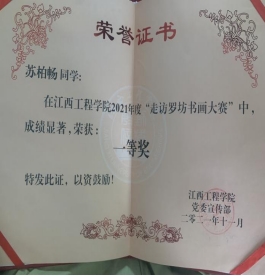 荣誉证书
苏柏畅同学：
在江西工程学院2021年度“走访罗坊书画大赛”中，
成绩显著，荣获：
一等奖
特发此证，以资鼓励！
江西工程学院
党委宣传部
二零二一年十一月